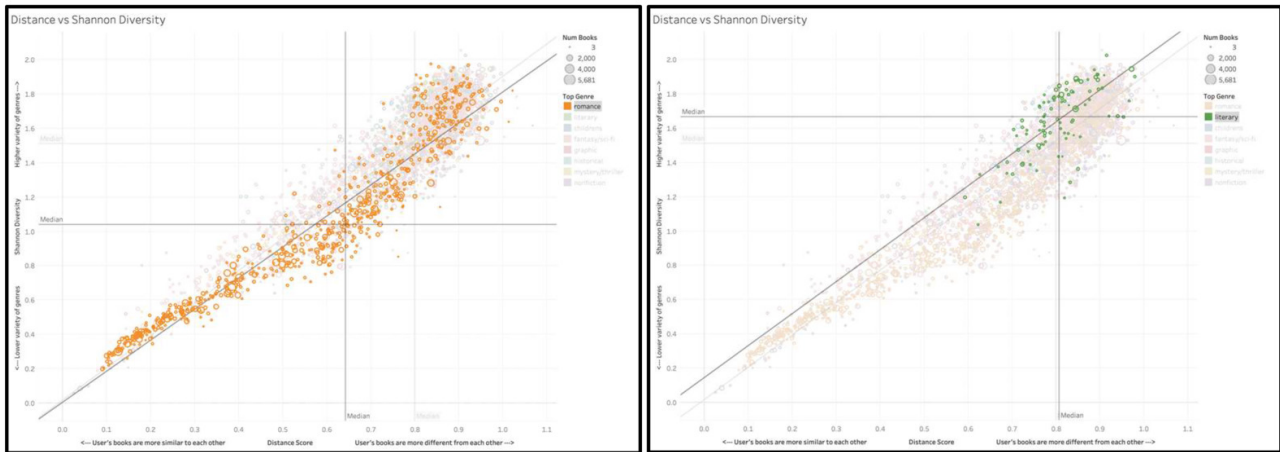 Distance vs Shannon Diversity
Num Books
3
2,000
4,000
5,681
Top Genre
romance
literary
childrens
fantasy/sci fi
graphic
historical
mystery/thriller
nonfiction
Higher variety of genres --->
Shannon Diversity
<--- Lower variety of genres
2.0
1.8
1.6
Median
1.4
1.2
Median
1.0
0.8
0.6
0.4
0.2
0.0
Median
Median
0.0 0.1 0.2 0.3 0.4 0.5 0.6 0.7 0.8 0.9 1.0 1.1
<--- User's books are more similar to each other Distance Score User's books are more different from each other --->
Distance vs Shannon Diversity
Num Books
3
2,000
4,000
5,681
Top Genre
romance
literary
childrens
fantasy/sci fi
graphic
historical
mystery/thriller
nonfiction
Higher variety of genres --->
Shannon Diversity
<--- Lower variety of genres
2.0
1.8
Median
1.6
Median
1.4
1.2
1.0
0.8
0.6
0.4
0.2
0.0
Median
0.0 0.1 0.2 0.3 0.4 0.5 0.6 0.7 0.8 0.9 1.0 1.1
<--- User's books are more similar to each other Distance Score User's books are more different from each other --->